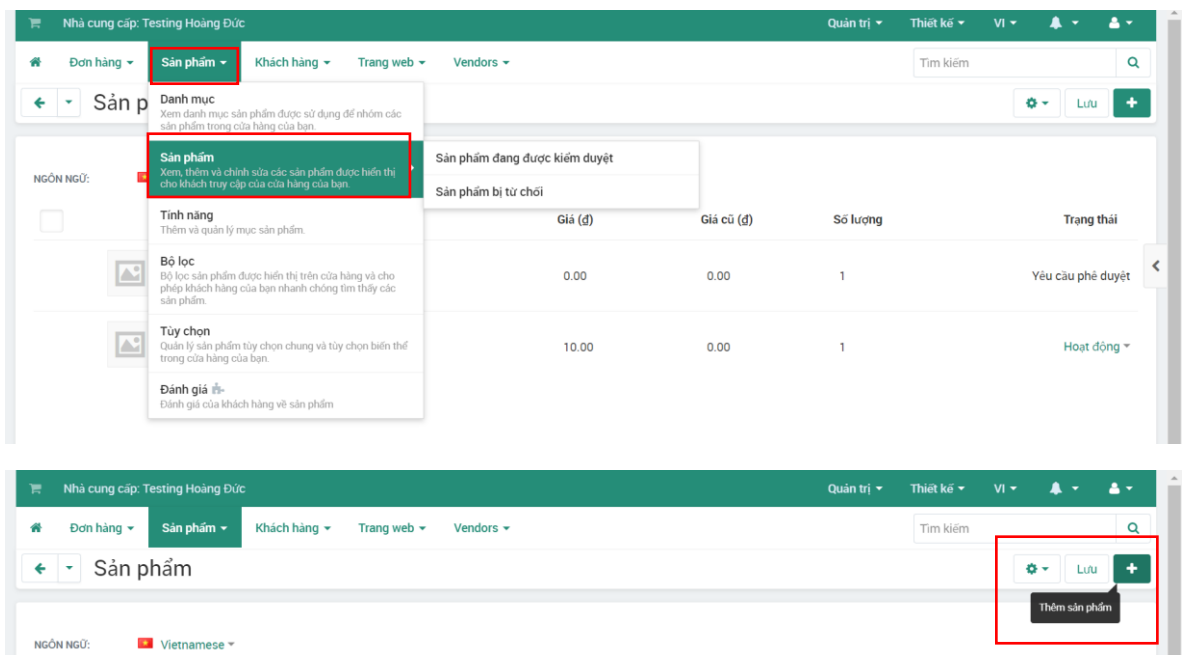 Nhà cung cấp: Testing Hoàng Đức Quản trị Thiết kế VI
Đơn hàng Sản phẩm Khách hàng Trang web Vendors Tìm kiếm
Sản p Lưu
Danh mục
Xem danh mục sản phẩm được sử dụng để nhóm các
sản phẩm trong cửa hàng của bạn.
Sản phẩm
Xem, thêm và chỉnh sửa các sản phẩm được hiển thị
cho khách truy cập của cửa hàng của bạn.
Sản phẩm đang được kiểm duyệt
Sản phẩm bị từ chối
NGÔN NGỮ:
Tính năng
Thêm và quản lý mục sản phẩm.
Bộ lọc
Bộ lọc sản phẩm được hiển thị trên cửa hàng và cho
phép khách hàng của bạn nhanh chóng tìm thấy các
sản phẩm.
Tùy chọn
Quản lý sản phẩm tùy chọn chung và tùy chọn biến thể
trong cửa hàng của bạn.
Đánh giá
Đánh giá của khách hàng về sản phẩm
Giá (₫) Giá cũ (₫) Số lượng Trạng thái
0.00 0.00 1 Yêu cầu phê duyệt
10.00 0.00 1 Hoạt động
Nhà cung cấp: Testing Hoàng Đức Quản trị Thiết kế VI
Đơn hàng Sản phẩm Khách hàng Trang web Vendors Tìm kiếm
Sản phẩm Lưu
Thêm sản phẩm
NGÔN NGỮ: Vietnamese